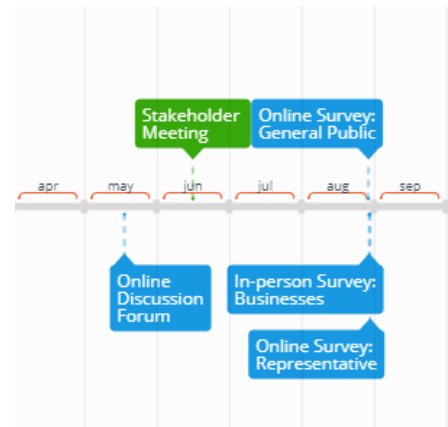 Stakeholder
Meeting
Online Survey:
General Public
apr may jun jul aug sep
Online
Discussion
Forum
In-person Survey:
Businesses
Online Survey:
Representative